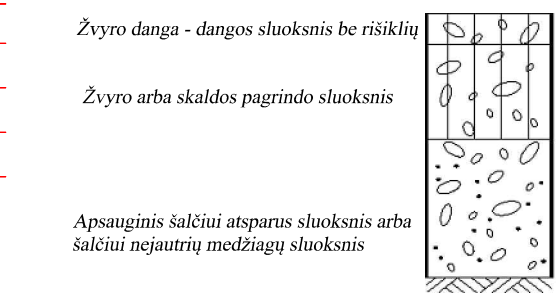 Žvyro danga - dangos sluoksnis be rišiklių
Žvyro arba skaldos pagrindo sluoksnis
Apsauginis šalčiui atsparus sluoksnis arba
šalčiui nejautrių medžiagų sluoksnis